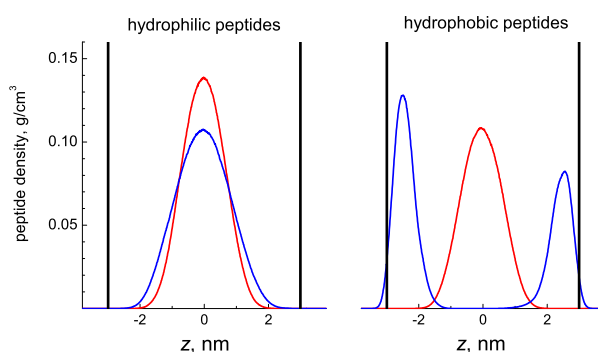 hydrophilic peptides
hydrophobic peptides
peptide density, g/cm³
0.15
0.10
0.05
-2 0 2
-2 0 2
z, nm
z, nm